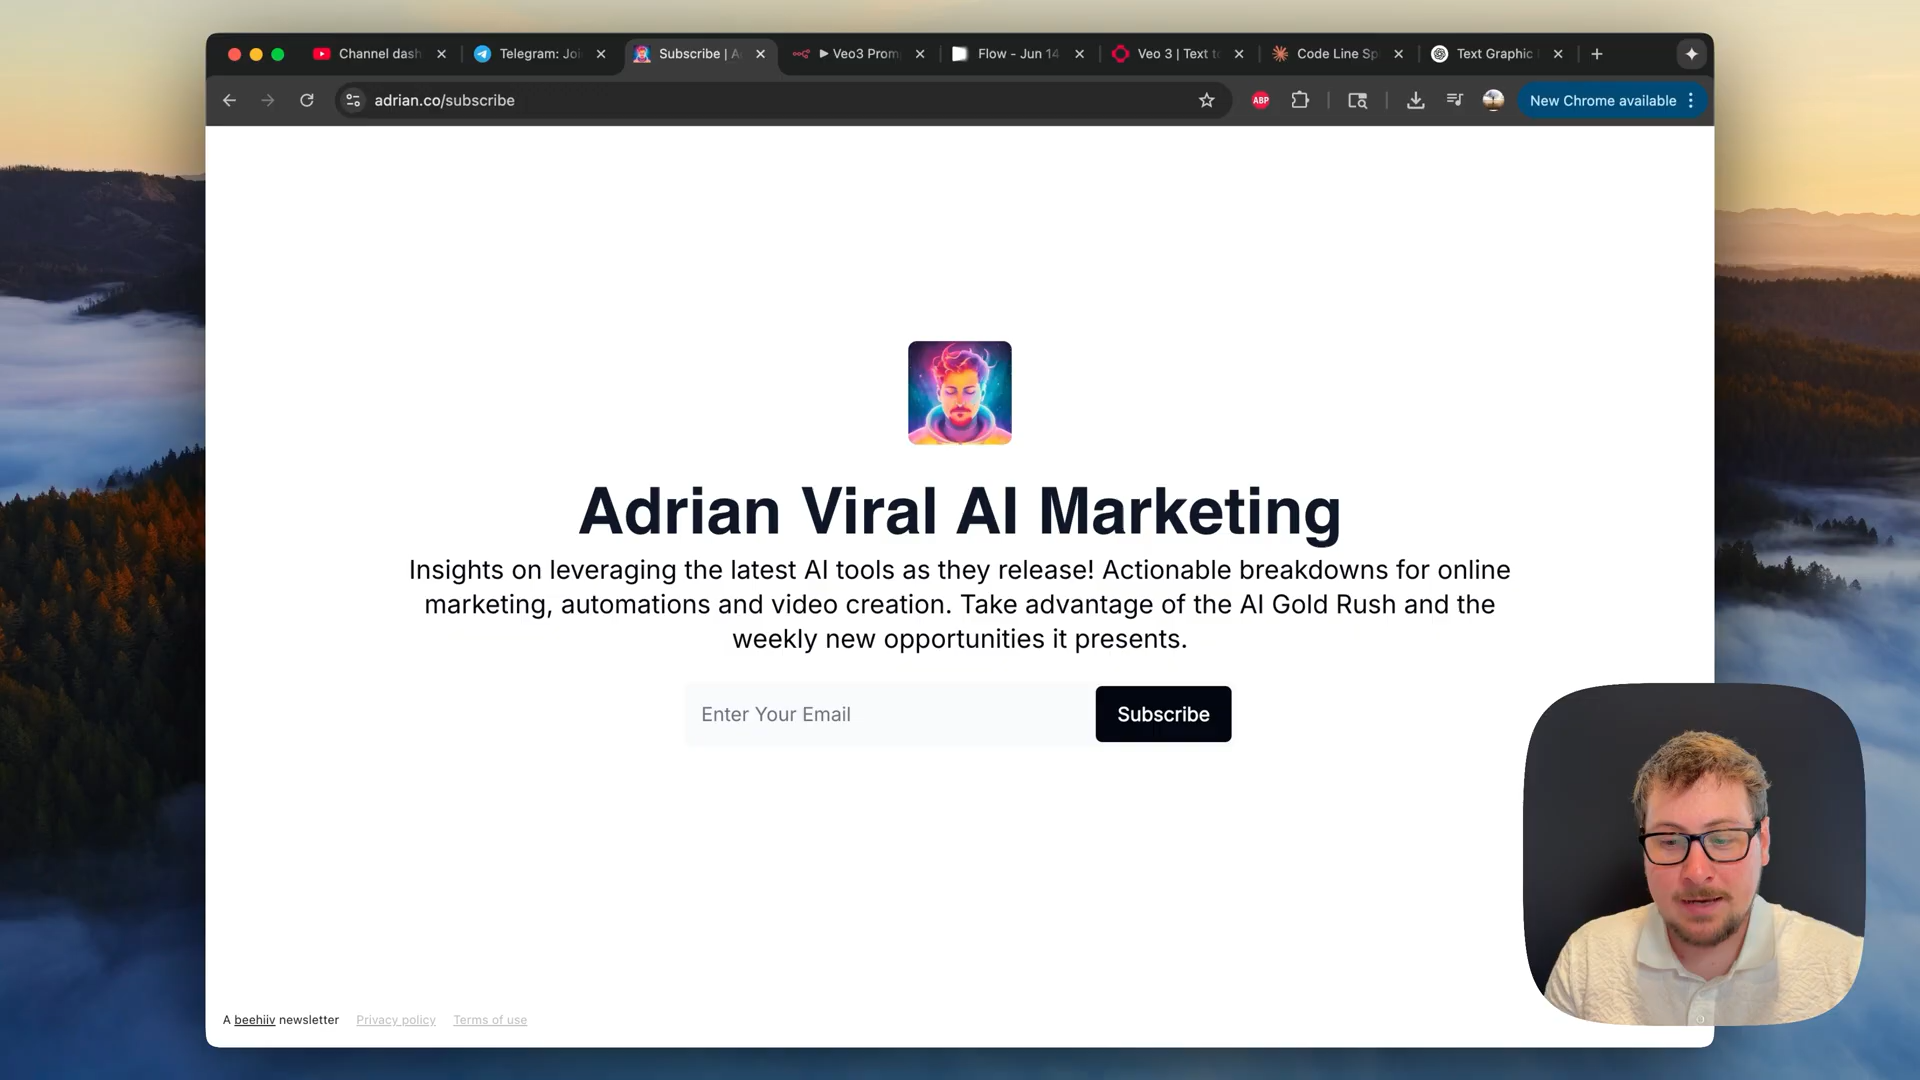 Channel dash
Telegram: Joi
Subscribe | A
Veo3 Prom
Flow - Jun 14
Veo 3 | Text t
Code Line Sp
Text Graphic
adrian.co/subscribe
ABP
New Chrome available
Adrian Viral AI Marketing
Insights on leveraging the latest AI tools as they release! Actionable breakdowns for online
marketing, automations and video creation. Take advantage of the AI Gold Rush and the
weekly new opportunities it presents.
Enter Your Email
Subscribe
A beehiiv newsletter
Privacy policy
Terms of use